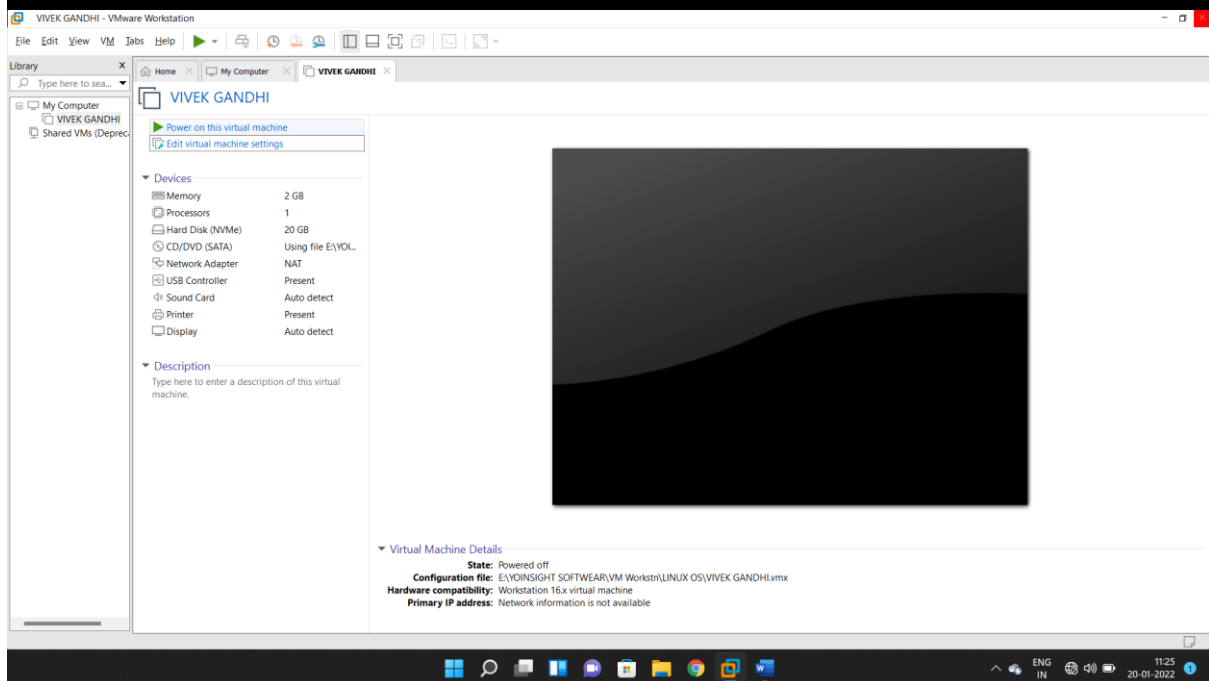 VIVEK GANDHI - VMware Workstation
File Edit View VM Tabs Help
Library X
Type here to sea...
My Computer
VIVEK GANDHI
Shared VMs (Deprec
Home My Computer VIVEK GANDHI
VIVEK GANDHI
Power on this virtual machine
Edit virtual machine settings
Devices
Memory 2 GB
Processors 1
Hard Disk (NVMe) 20 GB
CD/DVD (SATA) Using file E:\YOI...
Network Adapter NAT
USB Controller Present
Sound Card Auto detect
Printer Present
Display Auto detect
Description
Type here to enter a description of this virtual
machine.
Virtual Machine Details
State: Powered off
Configuration file: E:\YOINSIGHT SOFTWEAR\VM Workstn\LINUX OS\VIVEK GANDHI.vmx
Hardware compatibility: Workstation 16.x virtual machine
Primary IP address: Network information is not available
ENG
IN
11:25
20-01-2022
1